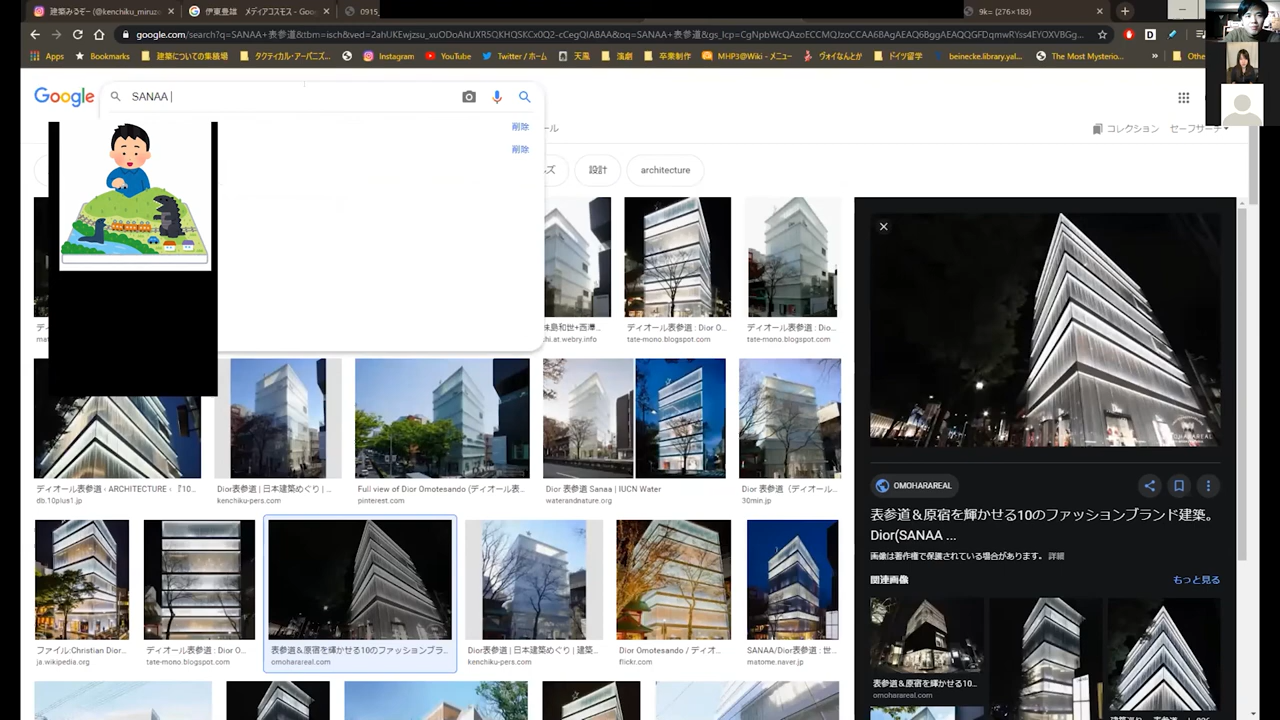 建築みるぞー(@kenchiku_miruzo
伊東豊雄 メディアコスモス - Goog
0915
9k= (276×183)
google.com/search?q=SANAA+表参道&tbm=isch&ved=
Apps
Bookmarks
建築についての集積場
タクティカル・アーバニズ...
Instagram
YouTube
Twitter / ホーム
天風
演劇
卒業制作
MHP3@Wiki - メニュー
ヴォイなんとか
ドイツ留学
beinecke.library.yal...
The Most Mysterio...
»
Google
SANAA
削除
削除
ール
コレクション
セーフサーチ
ズ
設計
architecture
ディオール表参道 : Dior O...
tate-mono.blogspot.com
ディオール表参道 : Dio...
tate-mono.blogspot.com
ディオール表参道 - ARCHITECTURE - 『10...
db.10plus1.jp
Dior表参道 | 日本建築めぐり | ...
kenchiku-pers.com
Full view of Dior Omotesando (ディオール表...
pinterest.com
Dior 表参道 Sanaa | IUCN Water
waterandnature.org
Dior 表参道（ディオール...
30min.jp
OMOHARAREAL
表参道＆原宿を輝かせる10のファッションブランド建築。
Dior(SANAA ...
画像は著作権で保護されている場合があります。 詳細
関連画像
もっと見る
ファイル:Christian Dior...
ja.wikipedia.org
ディオール表参道 : Dior O...
tate-mono.blogspot.com
表参道＆原宿を輝かせる10のファッションブラ...
omoharareal.com
Dior表参道 | 日本建築めぐり | 建築...
kenchiku-pers.com
Dior Omotesando / ディオ...
flickr.com
SANAA/Dior表参道 : 世...
matome.naver.jp
表参道＆原宿を輝かせる10...
omoharareal.com